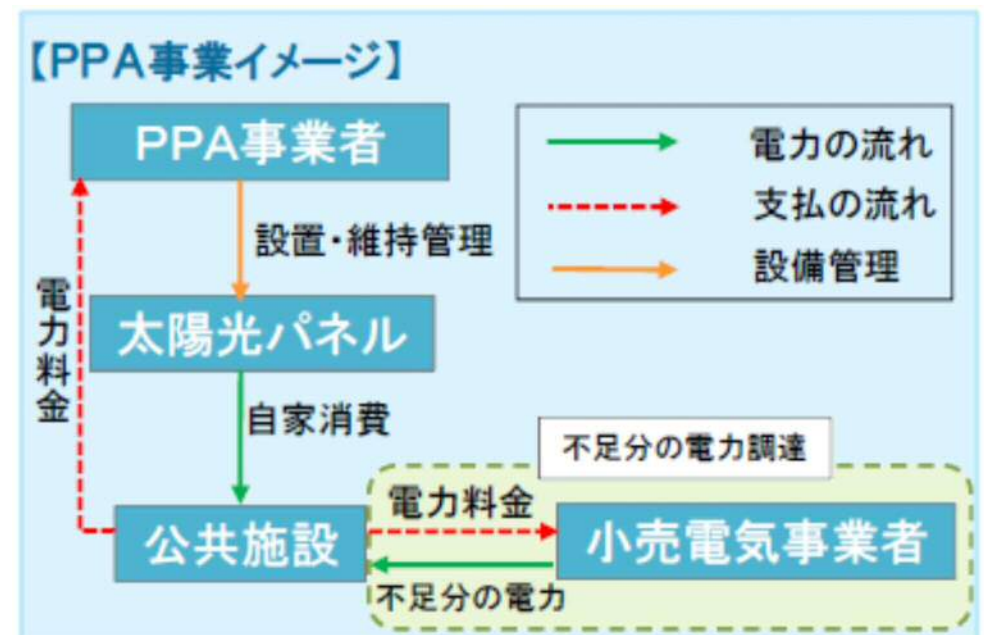 【PPA事業イメージ】
PPA事業者
電力の流れ
支払の流れ
設備管理
設置・維持管理
電力料金
太陽光パネル
自家消費
不足分の電力調達
電力料金
公共施設
小売電気事業者
不足分の電力